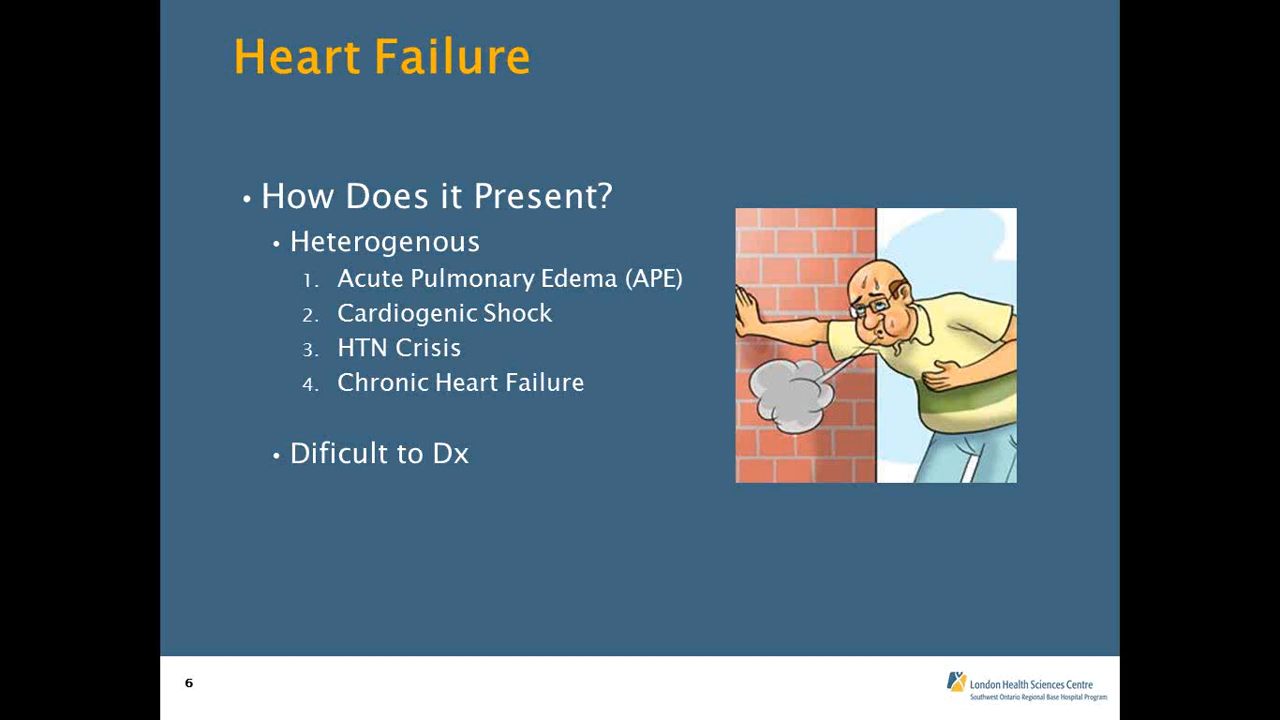 Heart Failure
• How Does it Present?
• Heterogenous
1. Acute Pulmonary Edema (APE)
2. Cardiogenic Shock
3. HTN Crisis
4. Chronic Heart Failure
• Dificult to Dx
6
London Health Sciences Centre
Southwest Ontario Regional Base Hospital Program